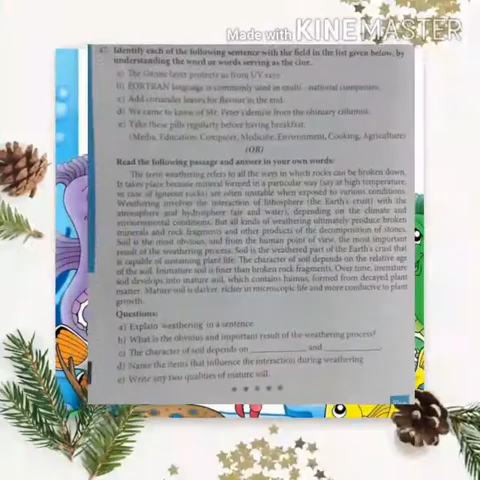 Made with KINEMASTER
47. Identify each of the following sentence with the field in the list given below, by
understanding the word or words serving as the clue.
a) The Ozone layer protects us from UV rays.
b) FORTRAN language is commonly used in multi - national companies.
c) Add coriander leaves for flavour in the end.
d) We came to know of Mr. Peter's demise from the obituary columns.
e) Take these pills regularly before having breakfast.
(Media, Education, Computer, Medicine, Environment, Cooking, Agriculture)
(OR)
Read the following passage and answer in your own words:
The term weathering refers to all the ways in which rocks can be broken down.
It takes place because mineral formed in a particular way (say at high temperature,
in case of igneous rocks) are often unstable when exposed to various conditions.
Weathering involves the interaction of lithosphere (the Earth's crust) with the
atmosphere and hydrosphere (air and water), depending on the climate and
environmental conditions. But all kinds of weathering ultimately produce broken
minerals and rock fragments and other products of the decomposition of stones.
Soil is the most obvious, and from the human point of view, the most important
result of the weathering process. Soil is the weathered part of the Earth's crust that
is capable of sustaining plant life. The character of soil depends on the relative age
of the soil. Immature soil is finer than broken rock fragments. Over time, immature
soil develops into mature soil, which contains humus, formed from decayed plant
matter. Mature soil is darker, richer in microscopic life and more conducive to plant
growth.
Questions:
a) Explain weathering in a sentence.
b) What is the obvious and important result of the weathering process?
c) The character of soil depends on __________ and __________.
d) Name the items that influence the interaction during weathering
e) Write any two qualities of mature soil.
* * * * *